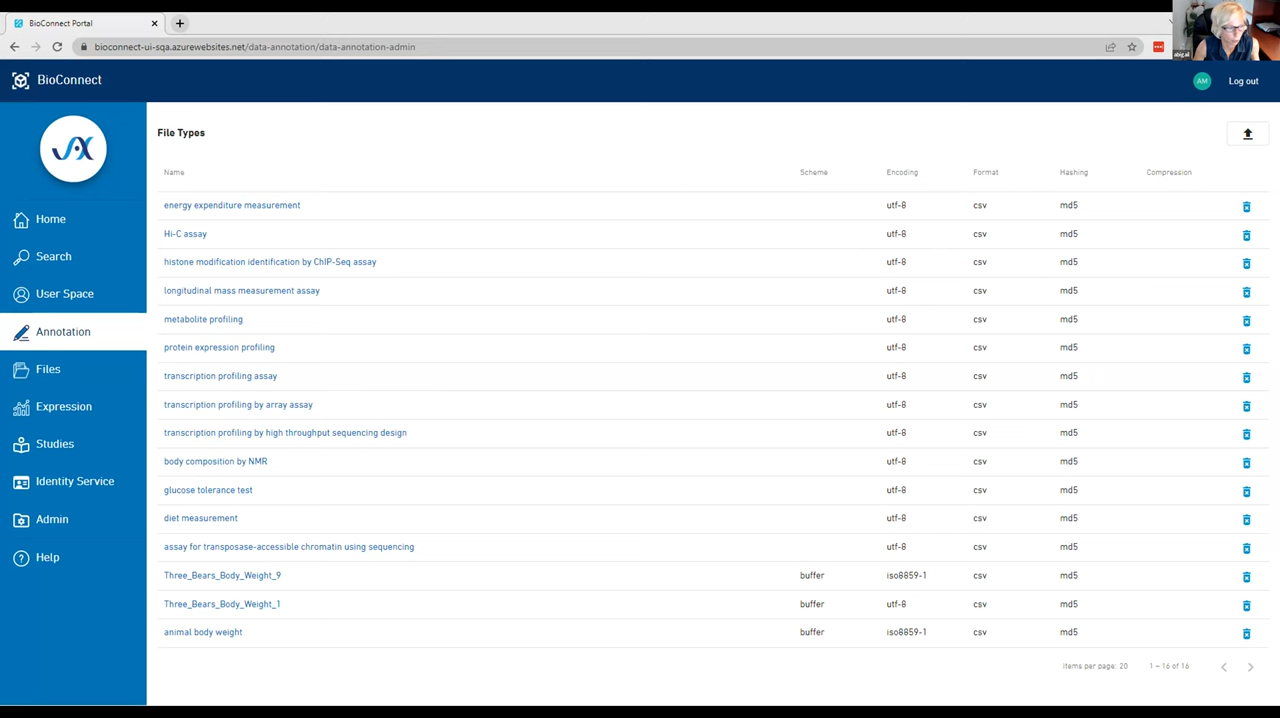 BioConnect Portal
bioconnect-ui-sqa.azurewebsites.net/data-annotation/data-annotation-admin
abigail
BioConnect
AM
Log out
JAX
Home
Search
User Space
Annotation
Files
Expression
Studies
Identity Service
Admin
Help
File Types
Name Scheme Encoding Format Hashing Compression
energy expenditure measurement utf-8 csv md5
Hi-C assay utf-8 csv md5
histone modification identification by ChIP-Seq assay utf-8 csv md5
longitudinal mass measurement assay utf-8 csv md5
metabolite profiling utf-8 csv md5
protein expression profiling utf-8 csv md5
transcription profiling assay utf-8 csv md5
transcription profiling by array assay utf-8 csv md5
transcription profiling by high throughput sequencing design utf-8 csv md5
body composition by NMR utf-8 csv md5
glucose tolerance test utf-8 csv md5
diet measurement utf-8 csv md5
assay for transposase-accessible chromatin using sequencing utf-8 csv md5
Three_Bears_Body_Weight_9 buffer iso8859-1 csv md5
Three_Bears_Body_Weight_1 buffer utf-8 csv md5
animal body weight buffer iso8859-1 csv md5
Items per page: 20 1 – 16 of 16